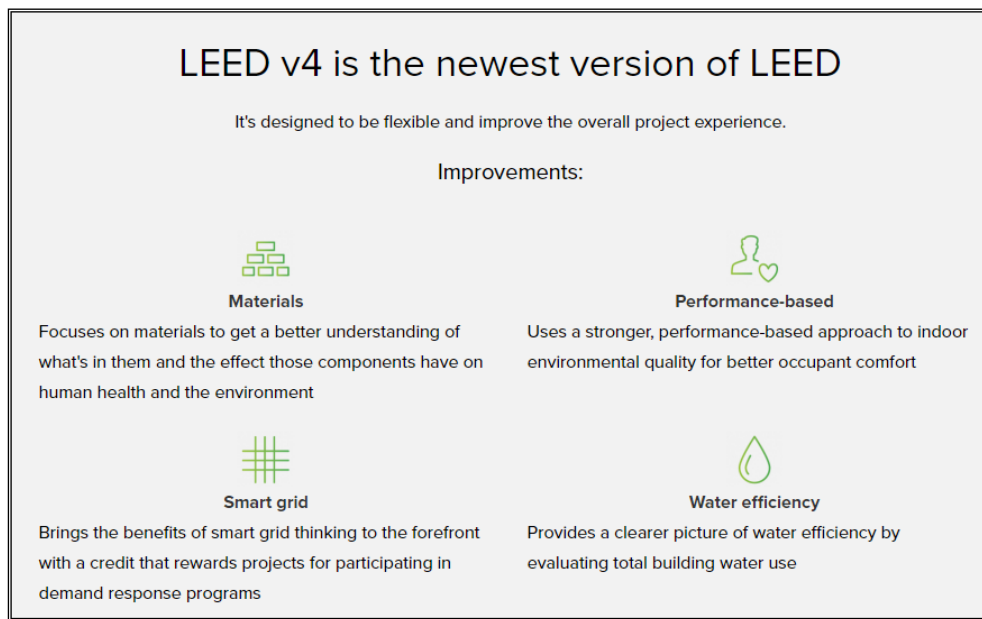 LEED v4 is the newest version of LEED
It's designed to be flexible and improve the overall project experience.
Improvements:
Materials
Focuses on materials to get a better understanding of
what's in them and the effect those components have on
human health and the environment
Performance-based
Uses a stronger, performance-based approach to indoor
environmental quality for better occupant comfort
Smart grid
Brings the benefits of smart grid thinking to the forefront
with a credit that rewards projects for participating in
demand response programs
Water efficiency
Provides a clearer picture of water efficiency by
evaluating total building water use